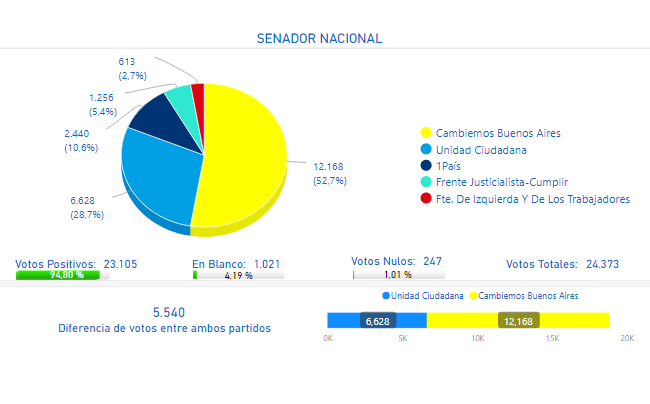 SENADOR NACIONAL
613
(2,7%)
1.256
(5,4%)
2.440
(10,6%)
6.628
(28,7%)
12.168
(52,7%)
Cambiemos Buenos Aires
Unidad Ciudadana
1País
Frente Justicialista-Cumplir
Fte. De Izquierda Y De Los Trabajadores
Votos Positivos: 23.105
94,80 %
En Blanco: 1.021
4,19 %
Votos Nulos: 247
1,01 %
Votos Totales: 24.373
5.540
Diferencia de votos entre ambos partidos
Unidad Ciudadana Cambiemos Buenos Aires
6,628 12,168
0K 5K 10K 15K 20K